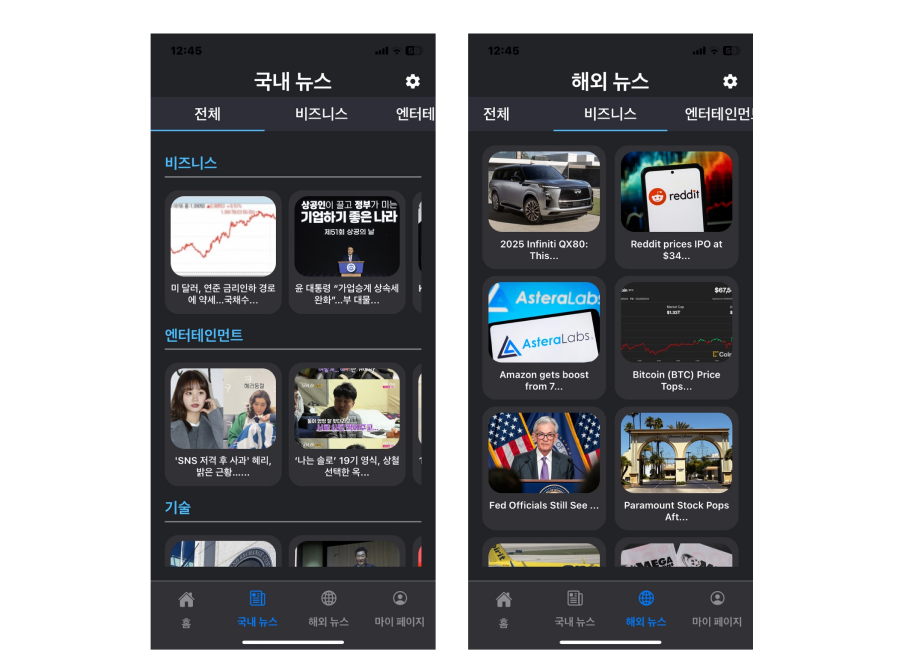 12:45
국내 뉴스
전체 비즈니스 엔터테
비즈니스
상공인이 끌고 정부가 미는
기업하기 좋은 나라
제51회 상공의 날
미 달러, 연준 금리인하 경로
에 약세...국채수...
윤 대통령 “가업승계 상속세
완화”...부 대물...
엔터테인먼트
혜리동결
'SNS 저격 후 사과' 혜리,
밝은 근황......
‘나는 솔로’ 19기 영식, 상철
선택한 옥...
기술
홈 국내 뉴스 해외 뉴스 마이 페이지
12:45
해외 뉴스
전체 비즈니스 엔터테인먼트
2025 Infiniti QX80:
This...
reddit
Reddit prices IPO at
$34...
AsteraLabs
AsteraLabs
Amazon gets boost
from 7...
$67,5
Bitcoin (BTC) Price
Tops...
Fed Officials Still See ...
Paramount Stock Pops
Aft...
홈 국내 뉴스 해외 뉴스 마이 페이지